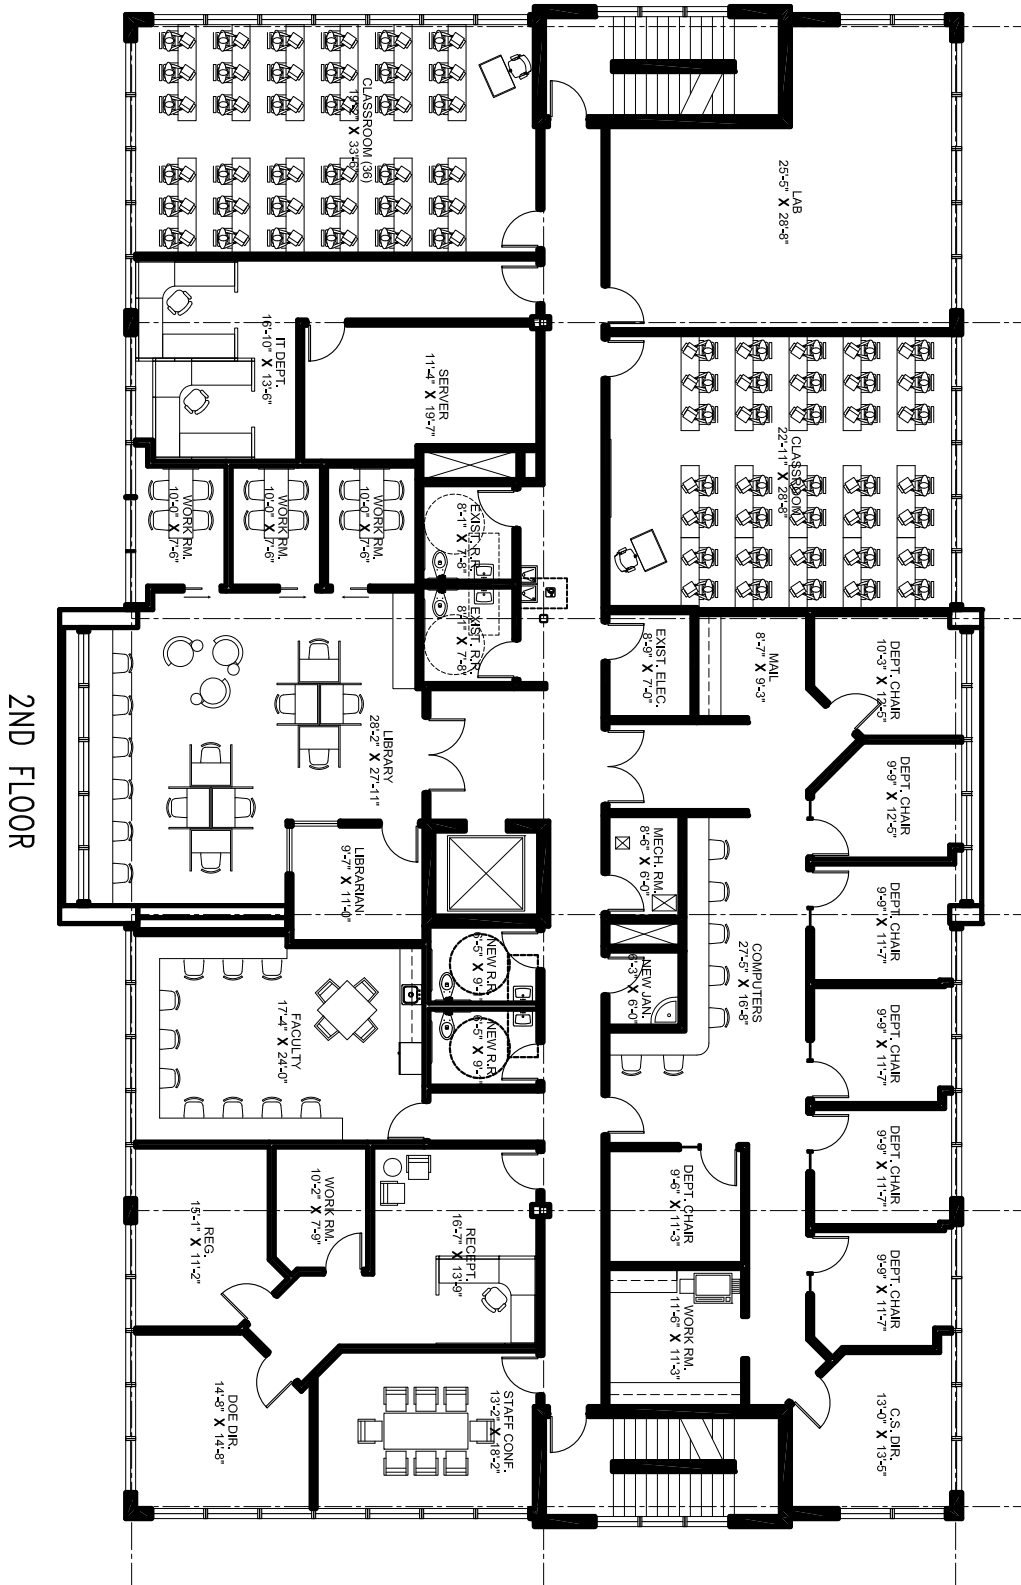 LAB
25'-5" X 28'-8"
CLASSROOM
22'-11" X 28'-8"
DEPT. CHAIR
10'-3" X 12'-5"
DEPT. CHAIR
9'-9" X 12'-5"
DEPT. CHAIR
9'-9" X 11'-7"
DEPT. CHAIR
9'-9" X 11'-7"
DEPT. CHAIR
9'-9" X 11'-7"
DEPT. CHAIR
9'-9" X 11'-7"
C.S. DIR.
13'-0" X 13'-5"
MAIL
8'-7" X 9'-3"
COMPUTERS
27'-5" X 16'-8"
EXIST. ELEC.
8'-9" X 7'-0"
MECH. RM.
8'-6" X 6'-0"
NEW JAN.
6'-3" X 6'-0"
DEPT. CHAIR
9'-6" X 11'-3"
WORK RM.
11'-6" X 11'-3"
CLASSROOM (36)
X 33'-6"
SERVER
11'-4" X 19'-7"
EXIST. R.R.
8'-1" X 7'-8"
EXIST. R.R.
8'-1" X 7'-8"
NEW R.R.
6'-5" X 9'-1"
NEW R.R.
6'-5" X 9'-1"
RECEPT.
16'-7" X 13'-9"
STAFF CONF.
13'-2" X 18'-2"
IT DEPT.
16'-10" X 13'-6"
WORK RM.
10'-0" X 7'-6"
WORK RM.
10'-0" X 7'-6"
WORK RM.
10'-0" X 7'-6"
LIBRARY
28'-2" X 27'-11"
LIBRARIAN
9'-7" X 11'-0"
FACULTY
17'-4" X 24'-0"
WORK RM.
10'-2" X 7'-9"
REG.
15'-1" X 11'-2"
DOE DIR.
14'-8" X 14'-8"
2ND FLOOR